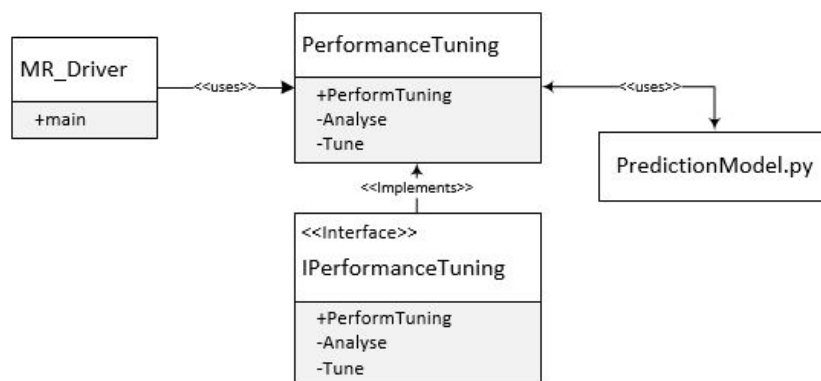 MR_Driver
+main
<<uses>>
PerformanceTuning
+PerformTuning
-Analyse
-Tune
<<uses>>
PredictionModel.py
<<Implements>>
<<Interface>>
IPerformanceTuning
+PerformTuning
-Analyse
-Tune